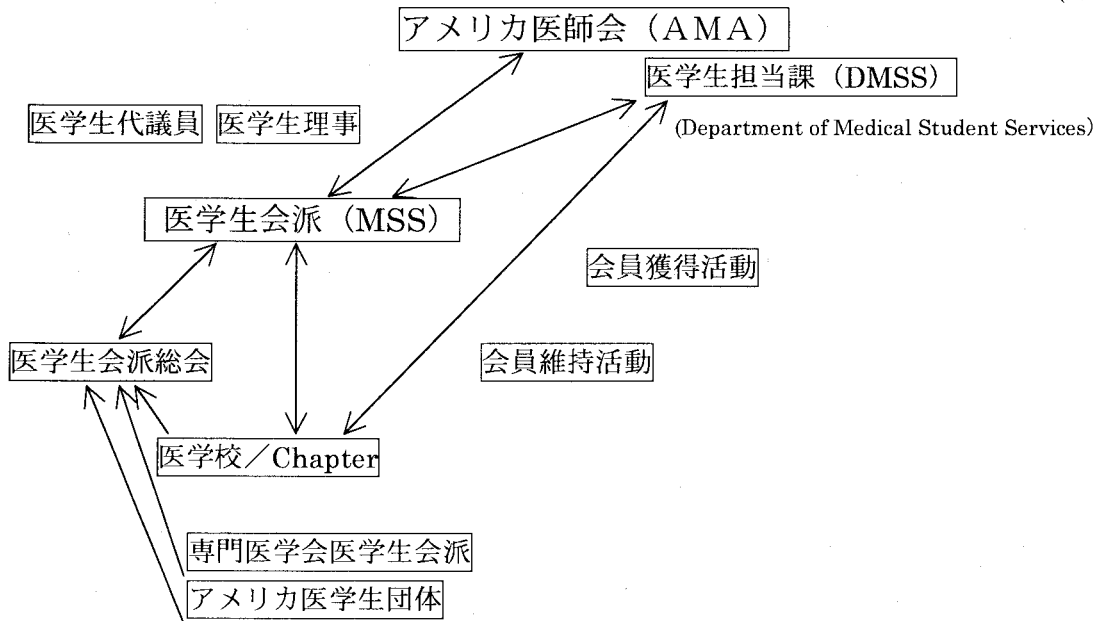 アメリカ医師会(AMA)
医学生担当課(DMSS)
(Department of Medical Student Services)
医学生代議員 医学生理事
医学生会派(MSS)
会員獲得活動
医学生会派総会
会員維持活動
医学校/Chapter
専門医学会医学生会派
アメリカ医学生団体